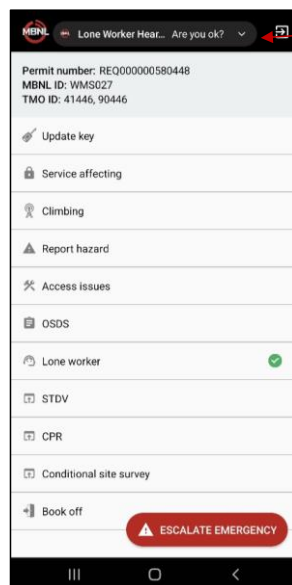 MBNL Lone Worker Hear... Are you ok?
Permit number: REQ000000580448
MBNL ID: WMS027
TMO ID: 41446, 90446
Update key
Service affecting
Climbing
Report hazard
Access issues
OSDS
Lone worker
STDV
CPR
Conditional site survey
Book off
ESCALATE EMERGENCY